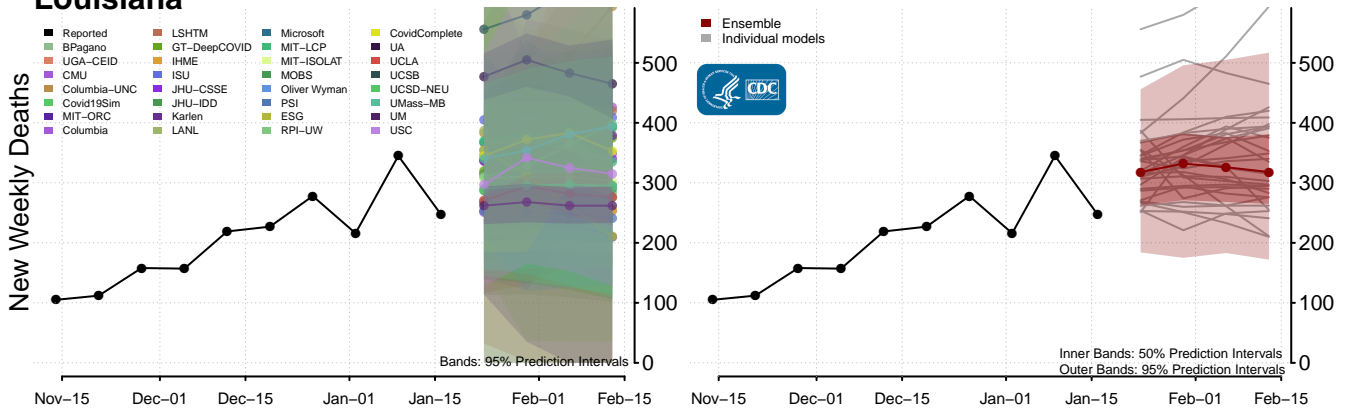 Louisiana
New Weekly Deaths
Reported
BPagano
UGA−CEID
CMU
Columbia−UNC
Covid19Sim
MIT−ORC
Columbia
LSHTM
GT−DeepCOVID
IHME
ISU
JHU−CSSE
JHU−IDD
Karlen
LANL
Microsoft
MIT−LCP
MIT−ISOLAT
MOBS
Oliver Wyman
PSI
ESG
RPI−UW
CovidComplete
UA
UCLA
UCSB
UCSD−NEU
UMass−MB
UM
USC
500
400
300
200
100
0
Bands: 95% Prediction Intervals
Nov−15 Dec−01 Dec−15 Jan−01 Jan−15 Feb−01 Feb−15
Ensemble
Individual models
CDC
500
400
300
200
100
0
Inner Bands: 50% Prediction Intervals
Outer Bands: 95% Prediction Intervals
Nov−15 Dec−01 Dec−15 Jan−01 Jan−15 Feb−01 Feb−15